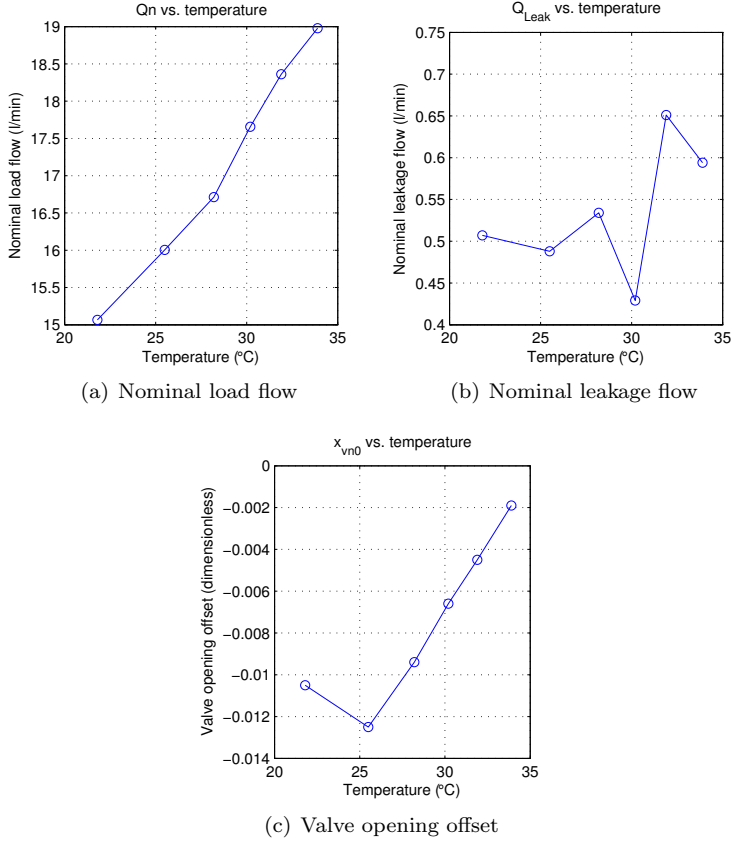 Qn vs. temperature
Nominal load flow (l/min)
19
18.5
18
17.5
17
16.5
16
15.5
15
20 25 30 35
Temperature (°C)
(a) Nominal load flow
Q_Leak vs. temperature
Nominal leakage flow (l/min)
0.75
0.7
0.65
0.6
0.55
0.5
0.45
0.4
20 25 30 35
Temperature (°C)
(b) Nominal leakage flow
x_vn0 vs. temperature
Valve opening offset (dimensionless)
0
−0.002
−0.004
−0.006
−0.008
−0.01
−0.012
−0.014
20 25 30 35
Temperature (°C)
(c) Valve opening offset